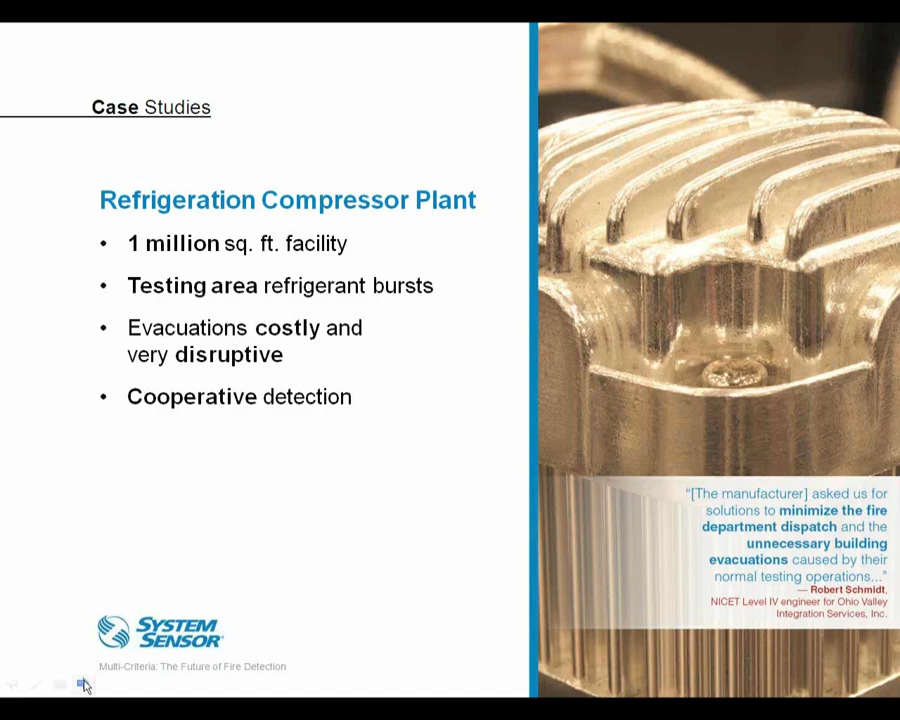 Case Studies
Refrigeration Compressor Plant
• 1 million sq. ft. facility
• Testing area refrigerant bursts
• Evacuations costly and
very disruptive
• Cooperative detection
“[The manufacturer] asked us for
solutions to minimize the fire
department dispatch and the
unnecessary building
evacuations caused by their
normal testing operations...”
— Robert Schmidt,
NICET Level IV engineer for Ohio Valley
Integration Services, Inc.
SYSTEM
SENSOR
Multi-Criteria: The Future of Fire Detection